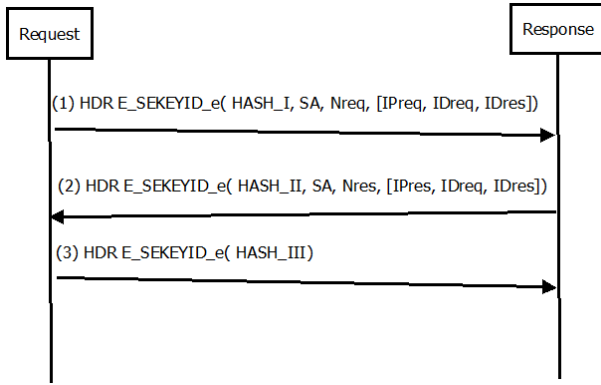 Request
Response
(1) HDR E_SEKEYID_e( HASH_I, SA, Nreq, [IPreq, IDreq, IDres])
(2) HDR E_SEKEYID_e( HASH_II, SA, Nres, [IPres, IDreq, IDres])
(3) HDR E_SEKEYID_e( HASH_III)